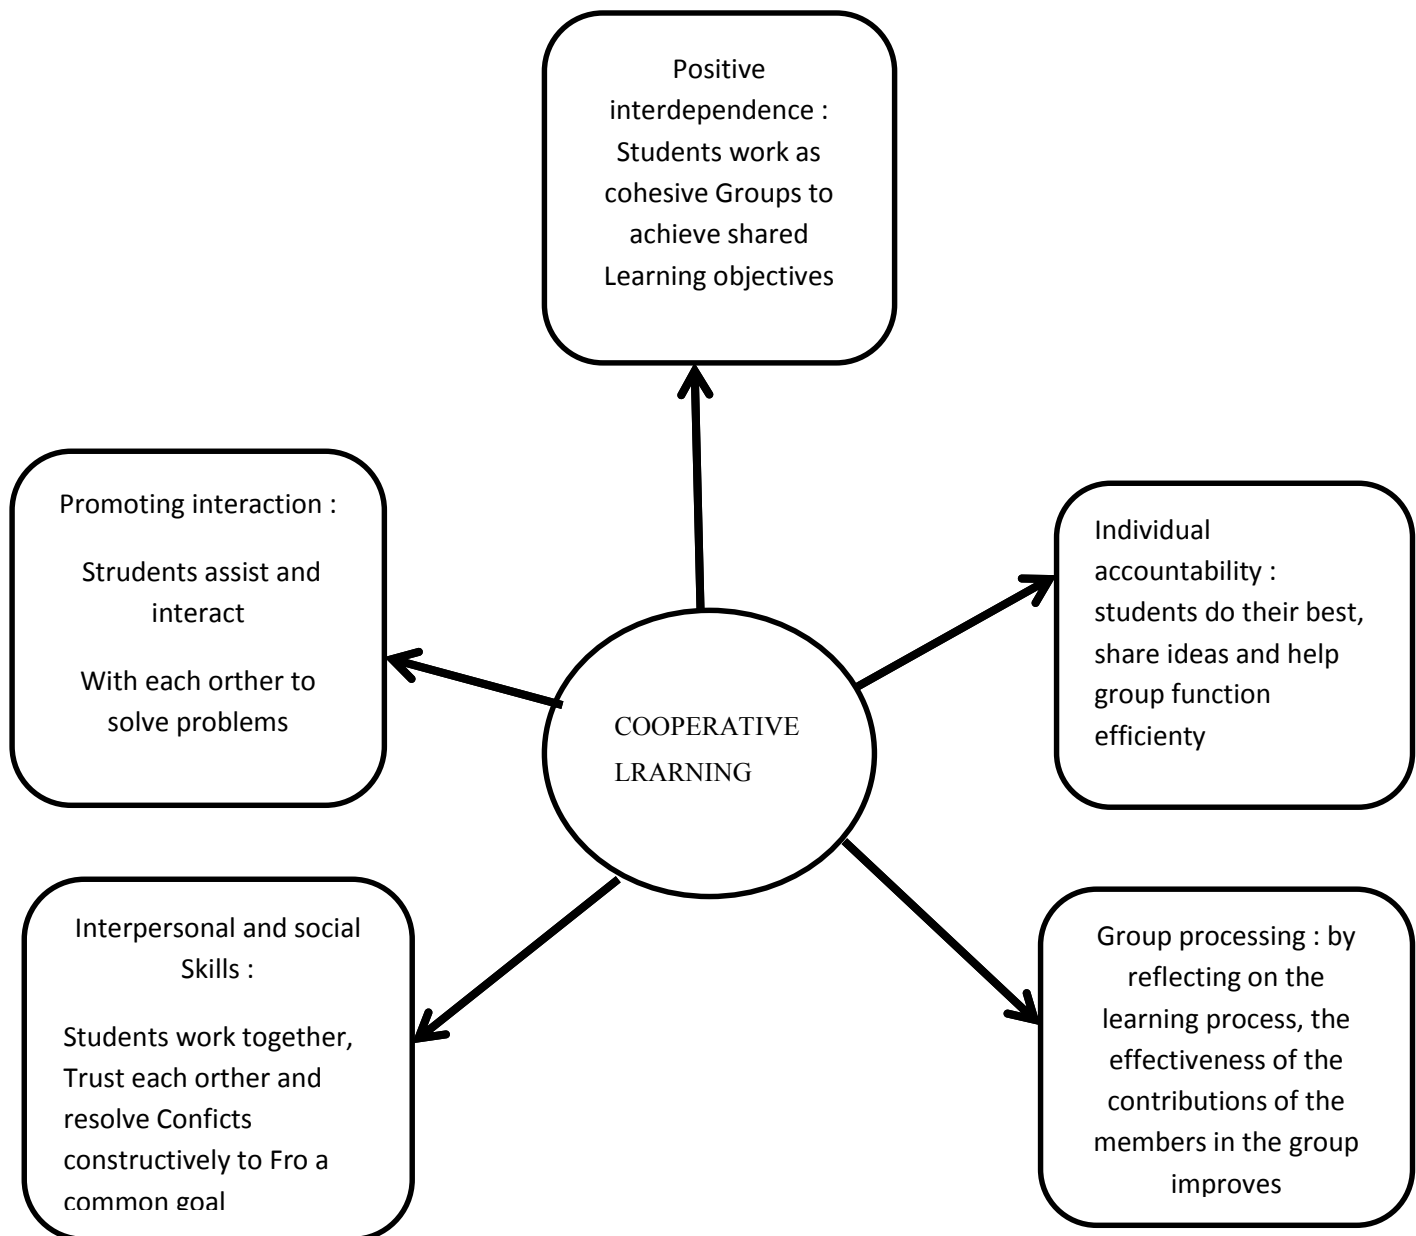 Positive
interdependence :
Students work as
cohesive Groups to
achieve shared
Learning objectives
Promoting interaction :
Strudents assist and
interact
With each orther to
solve problems
Individual
accountability :
students do their best,
share ideas and help
group function
efficienty
COOPERATIVE
LRARNING
Interpersonal and social
Skills :
Students work together,
Trust each orther and
resolve Conficts
constructively to Fro a
common goal
Group processing : by
reflecting on the
learning process, the
effectiveness of the
contributions of the
members in the group
improves